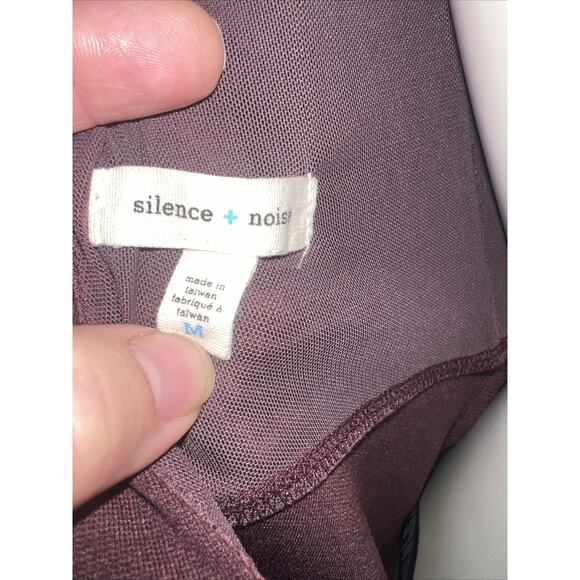 silence + noise
made in
taiwan
fabriqué à
taiwan
M